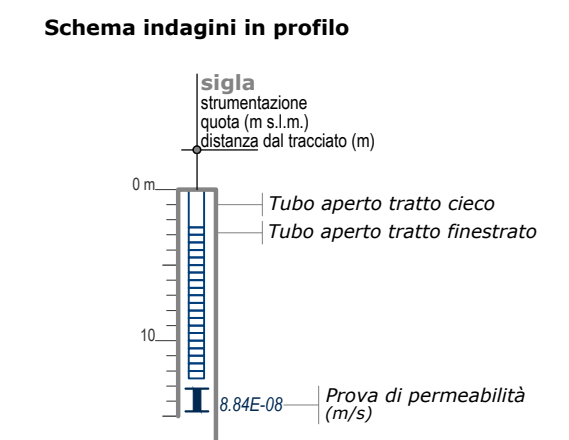 Schema indagini in profilo
sigla
strumentazione
quota (m s.l.m.)
distanza dal tracciato (m)
0 m
Tubo aperto tratto cieco
Tubo aperto tratto finestrato
10
8.84E-08
Prova di permeabilità
(m/s)